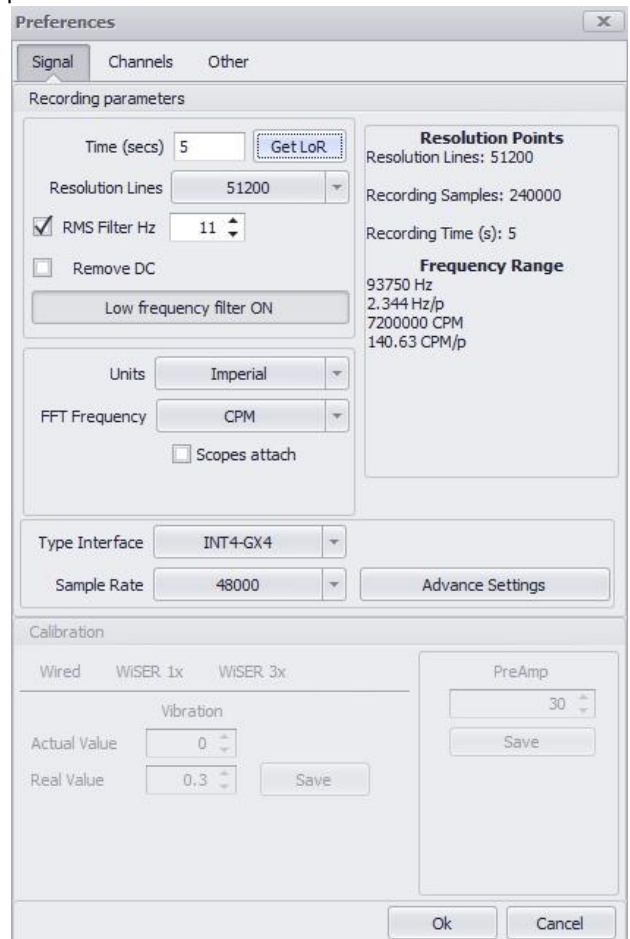 Preferences
Signal Channels Other
Recording parameters
Time (secs) 5 Get LoR
Resolution Lines 51200
RMS Filter Hz 11
Remove DC
Low frequency filter ON
Resolution Points
Resolution Lines: 51200
Recording Samples: 240000
Recording Time (s): 5
Frequency Range
93750 Hz
2.344 Hz/p
7200000 CPM
140.63 CPM/p
Units Imperial
FFT Frequency CPM
Scopes attach
Type Interface INT4-GX4
Sample Rate 48000 Advance Settings
Calibration
Wired WiSER 1x WiSER 3x
Vibration
Actual Value 0
Real Value 0.3 Save
PreAmp
30
Save
Ok Cancel